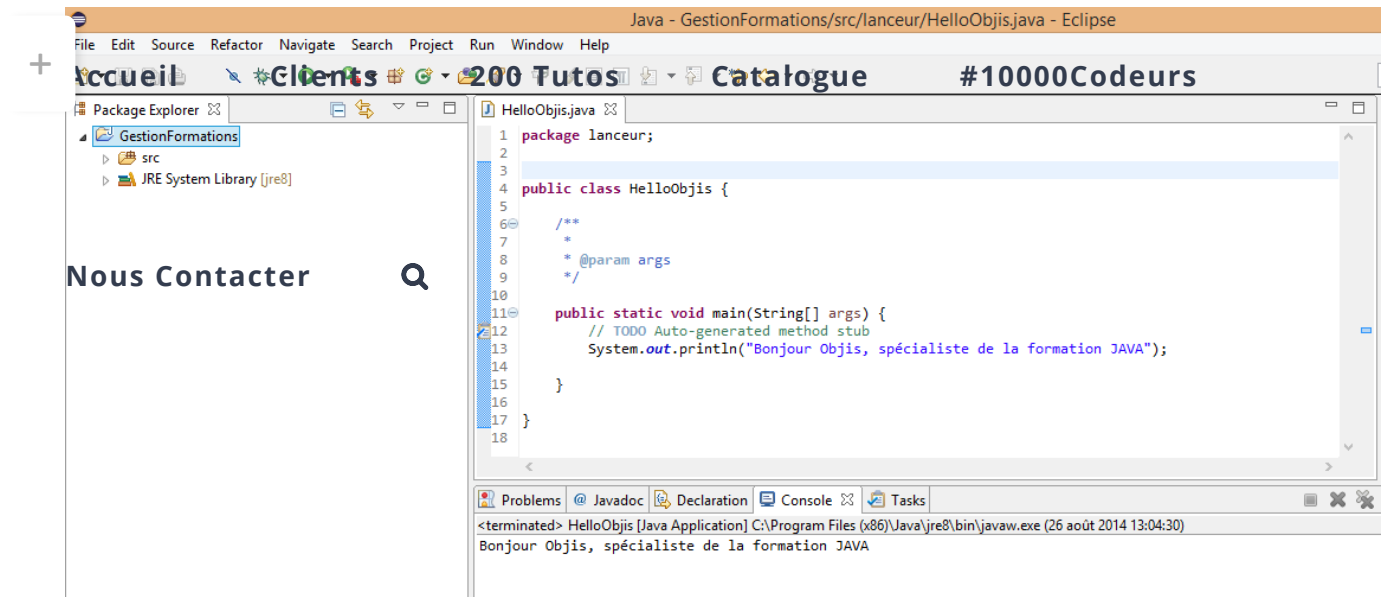 Java - GestionFormations/src/lanceur/HelloObjis.java - Eclipse
File Edit Source Refactor Navigate Search Project Run Window Help
+ Accueil Clients 200 Tutos Catalogue #10000Codeurs
Package Explorer
GestionFormations
src
JRE System Library [jre8]
Nous Contacter
HelloObjis.java
1 package lanceur;
2
3
4 public class HelloObjis {
5
6 /**
7 *
8 * @param args
9 */
10
11 public static void main(String[] args) {
12 // TODO Auto-generated method stub
13 System.out.println("Bonjour Objis, spécialiste de la formation JAVA");
14
15 }
16
17 }
18
Problems @ Javadoc Declaration Console Tasks
<terminated> HelloObjis [Java Application] C:\Program Files (x86)\Java\jre8\bin\javaw.exe (26 août 2014 13:04:30)
Bonjour Objis, spécialiste de la formation JAVA